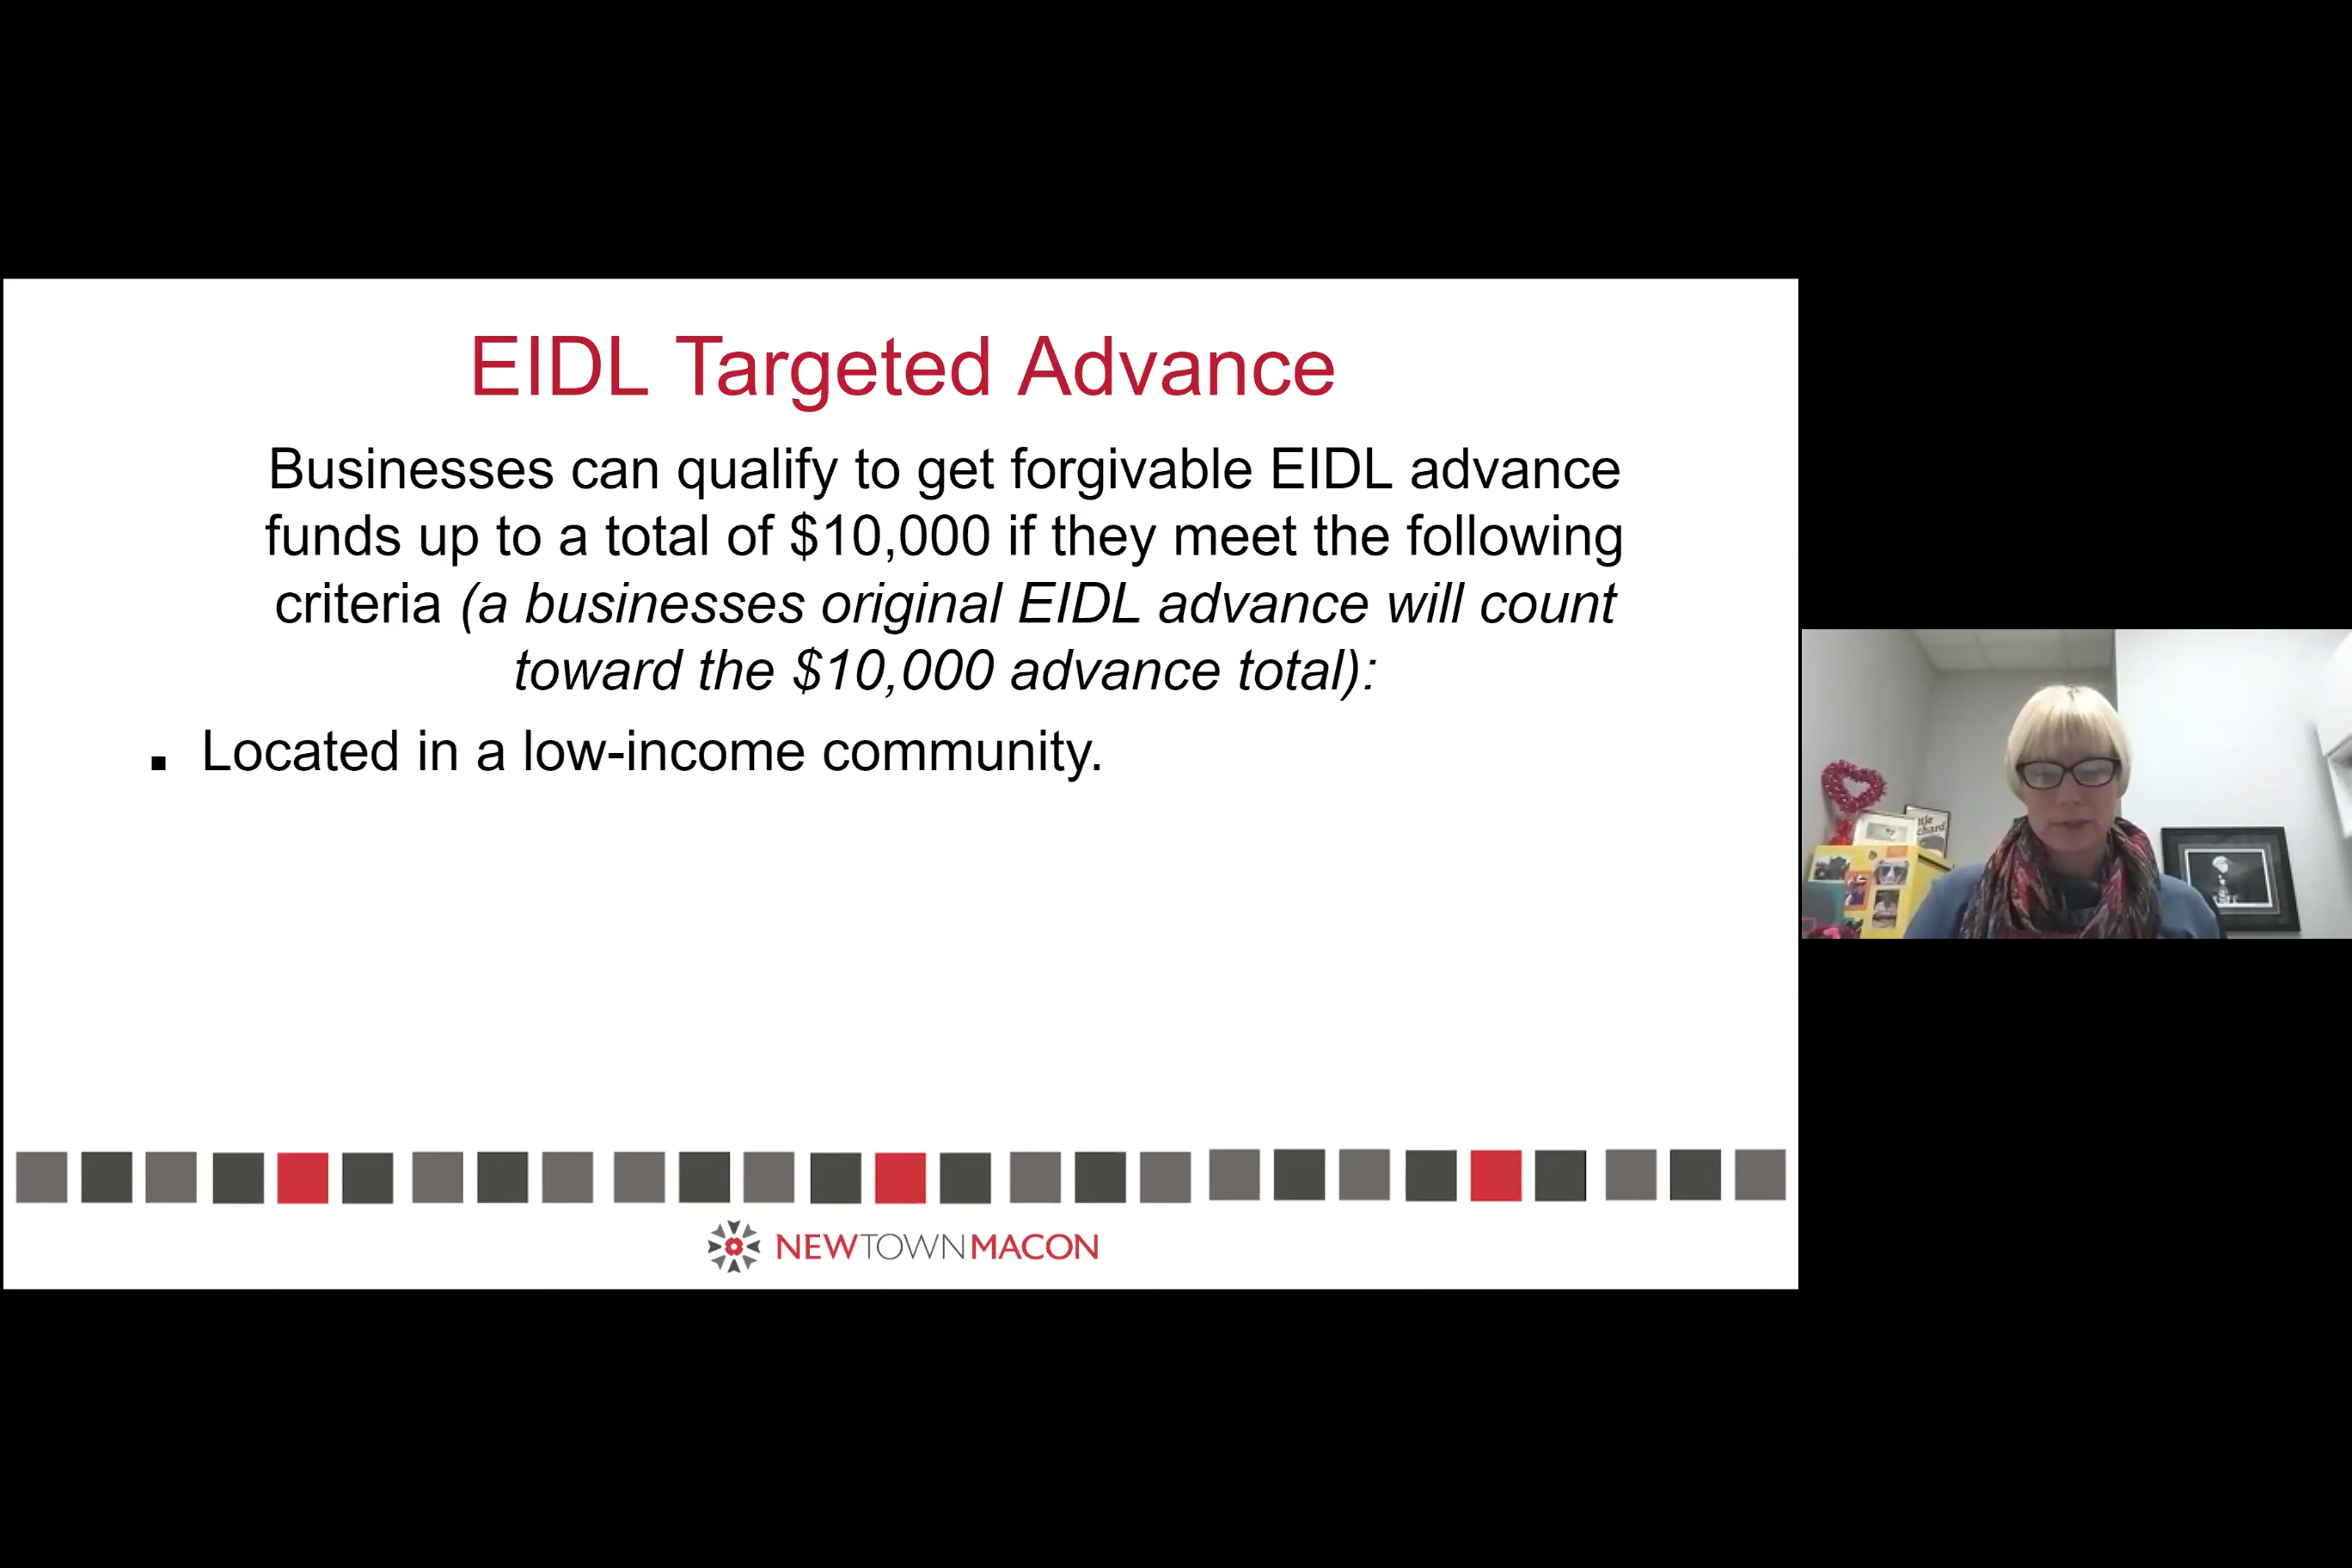 EIDL Targeted Advance
Businesses can qualify to get forgivable EIDL advance
funds up to a total of $10,000 if they meet the following
criteria (a businesses original EIDL advance will count
toward the $10,000 advance total):
▪ Located in a low-income community.
NEWTOWNMACON